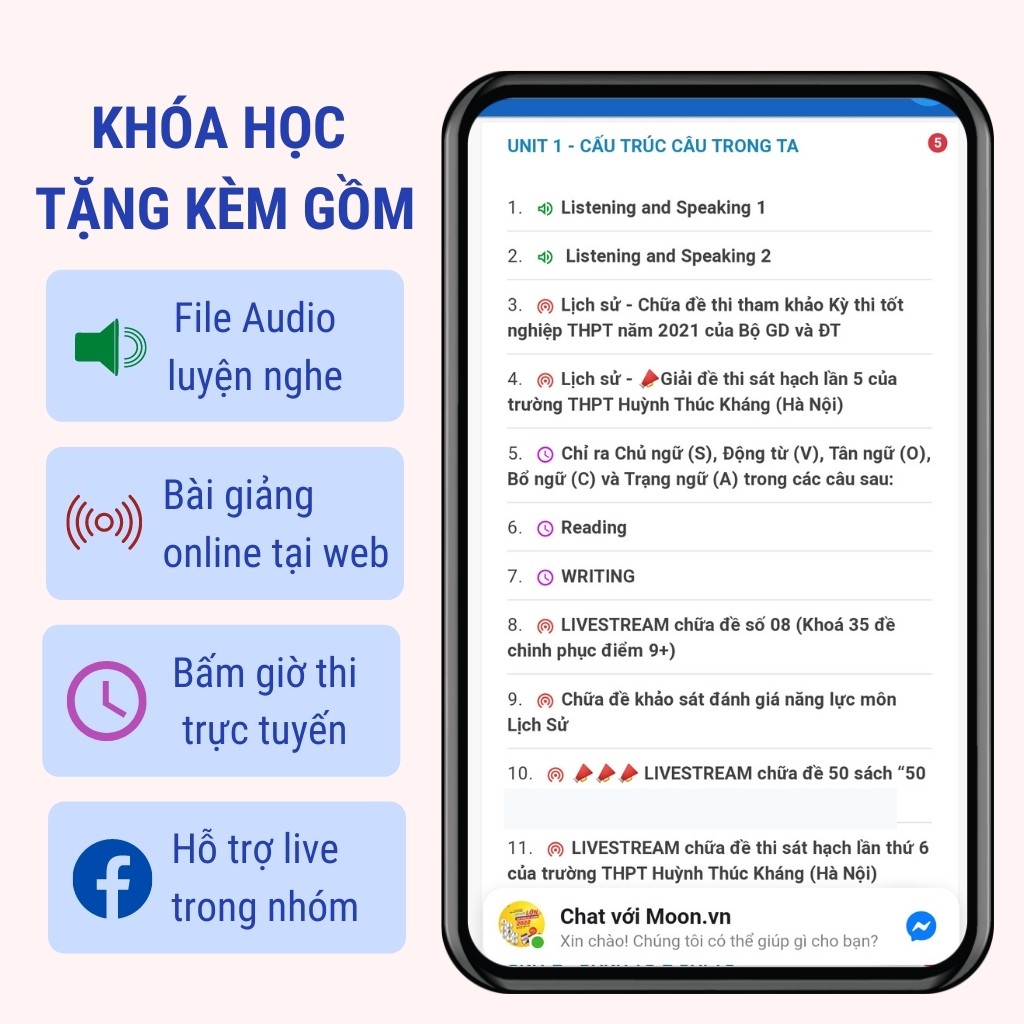 KHÓA HỌC
TẶNG KÈM GỒM
File Audio
luyện nghe
Bài giảng
online tại web
Bấm giờ thi
trực tuyến
Hỗ trợ live
trong nhóm
UNIT 1 - CẤU TRÚC CÂU TRONG TA
5
1. Listening and Speaking 1
2. Listening and Speaking 2
3. Lịch sử - Chữa đề thi tham khảo Kỳ thi tốt
nghiệp THPT năm 2021 của Bộ GD và ĐT
4. Lịch sử - 📣Giải đề thi sát hạch lần 5 của
trường THPT Huỳnh Thúc Kháng (Hà Nội)
5. Chỉ ra Chủ ngữ (S), Động từ (V), Tân ngữ (O),
Bổ ngữ (C) và Trạng ngữ (A) trong các câu sau:
6. Reading
7. WRITING
8. LIVESTREAM chữa đề số 08 (Khoá 35 đề
chinh phục điểm 9+)
9. Chữa đề khảo sát đánh giá năng lực môn
Lịch Sử
10. 📣📣📣 LIVESTREAM chữa đề 50 sách “50
11. LIVESTREAM chữa đề thi sát hạch lần thứ 6
của trường THPT Huỳnh Thúc Kháng (Hà Nội)
Chat với Moon.vn
Xin chào! Chúng tôi có thể giúp gì cho bạn?